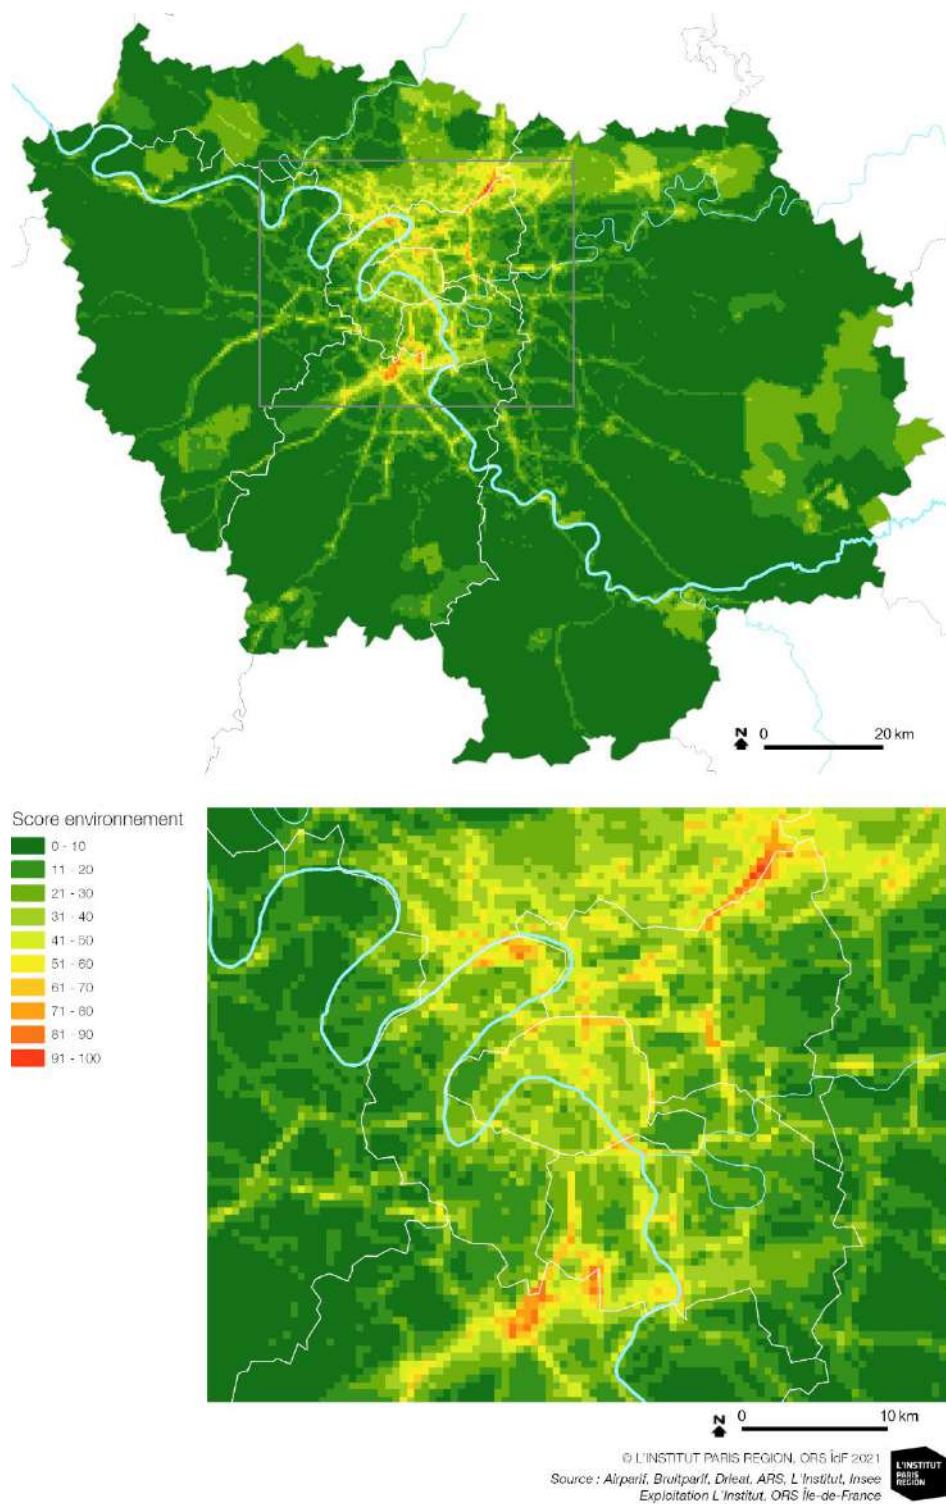 N 0 20 km
Score environnement
0 - 10
11 - 20
21 - 30
31 - 40
41 - 50
51 - 60
61 - 70
71 - 80
81 - 90
91 - 100
N 0 10 km
© L'INSTITUT PARIS REGION, ORS ÎdF 2021
Source : Airparif, Bruitparif, Drieat, ARS, L'Institut, Insee
Exploitation L'Institut, ORS Île-de-France
L'INSTITUT
PARIS
REGION